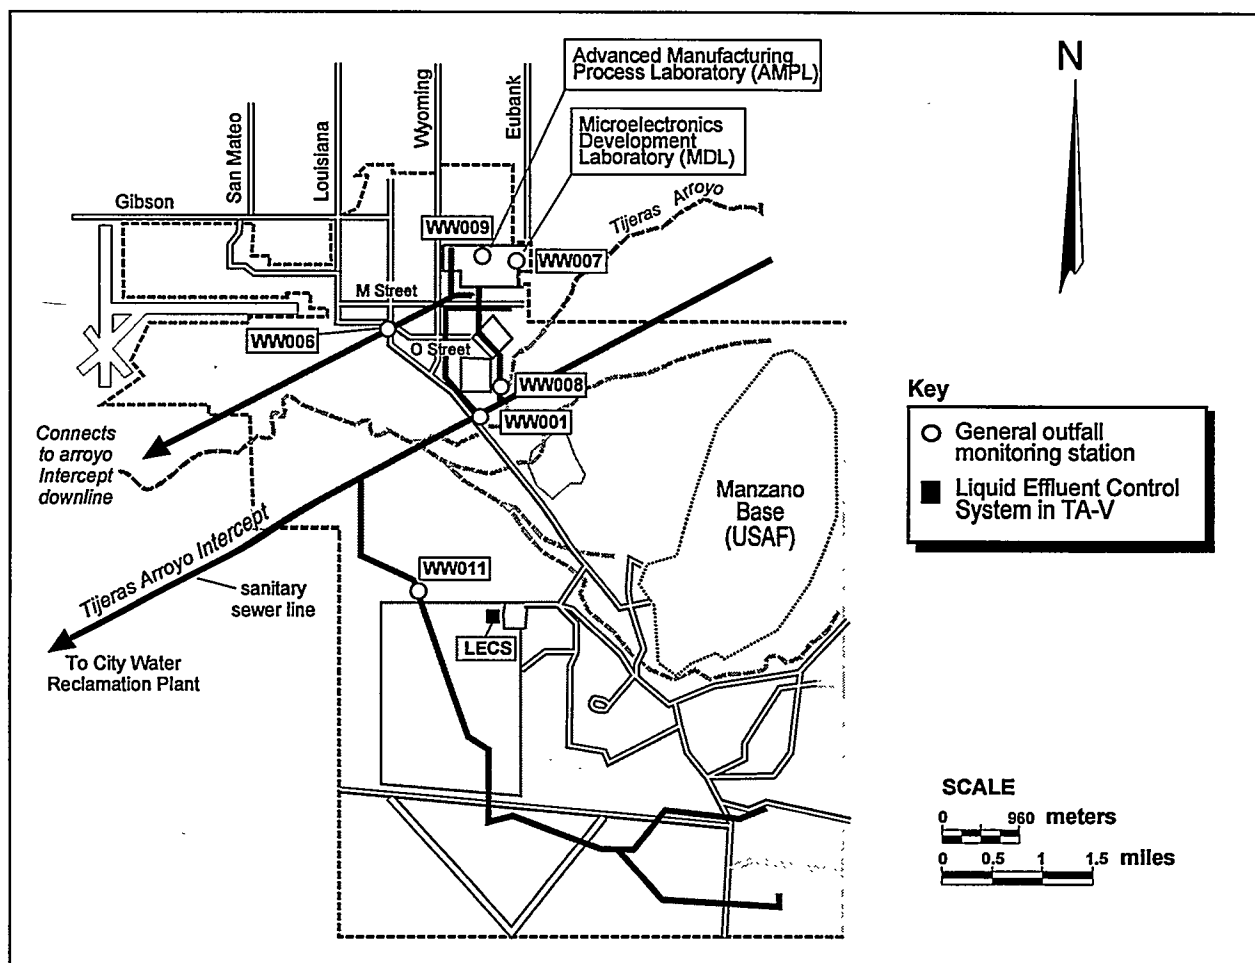 Advanced Manufacturing
Process Laboratory (AMPL)
N
San Mateo
Louisiana
Wyoming
Eubank
Microelectronics
Development
Laboratory (MDL)
Tijeras Arroyo
Gibson
WW009
WW007
M Street
WW006
O Street
WW008
WW001
Connects
to arroyo
Intercept
downline
Key
General outfall
monitoring station
Liquid Effluent Control
System in TA-V
Manzano
Base
(USAF)
Tijeras Arroyo Intercept
sanitary
sewer line
WW011
LECS
To City Water
Reclamation Plant
SCALE
0 960 meters
0 0.5 1 1.5 miles